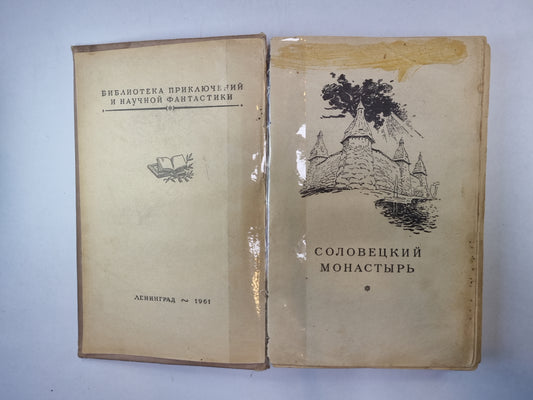 БИБЛИОТЕКА ПРИКЛЮЧЕНИЙ
И НАУЧНОЙ ФАНТАСТИКИ
ЛЕНИНГРАД ~ 1961
СОЛОВЕЦКИЙ
МОНАСТЫРЬ